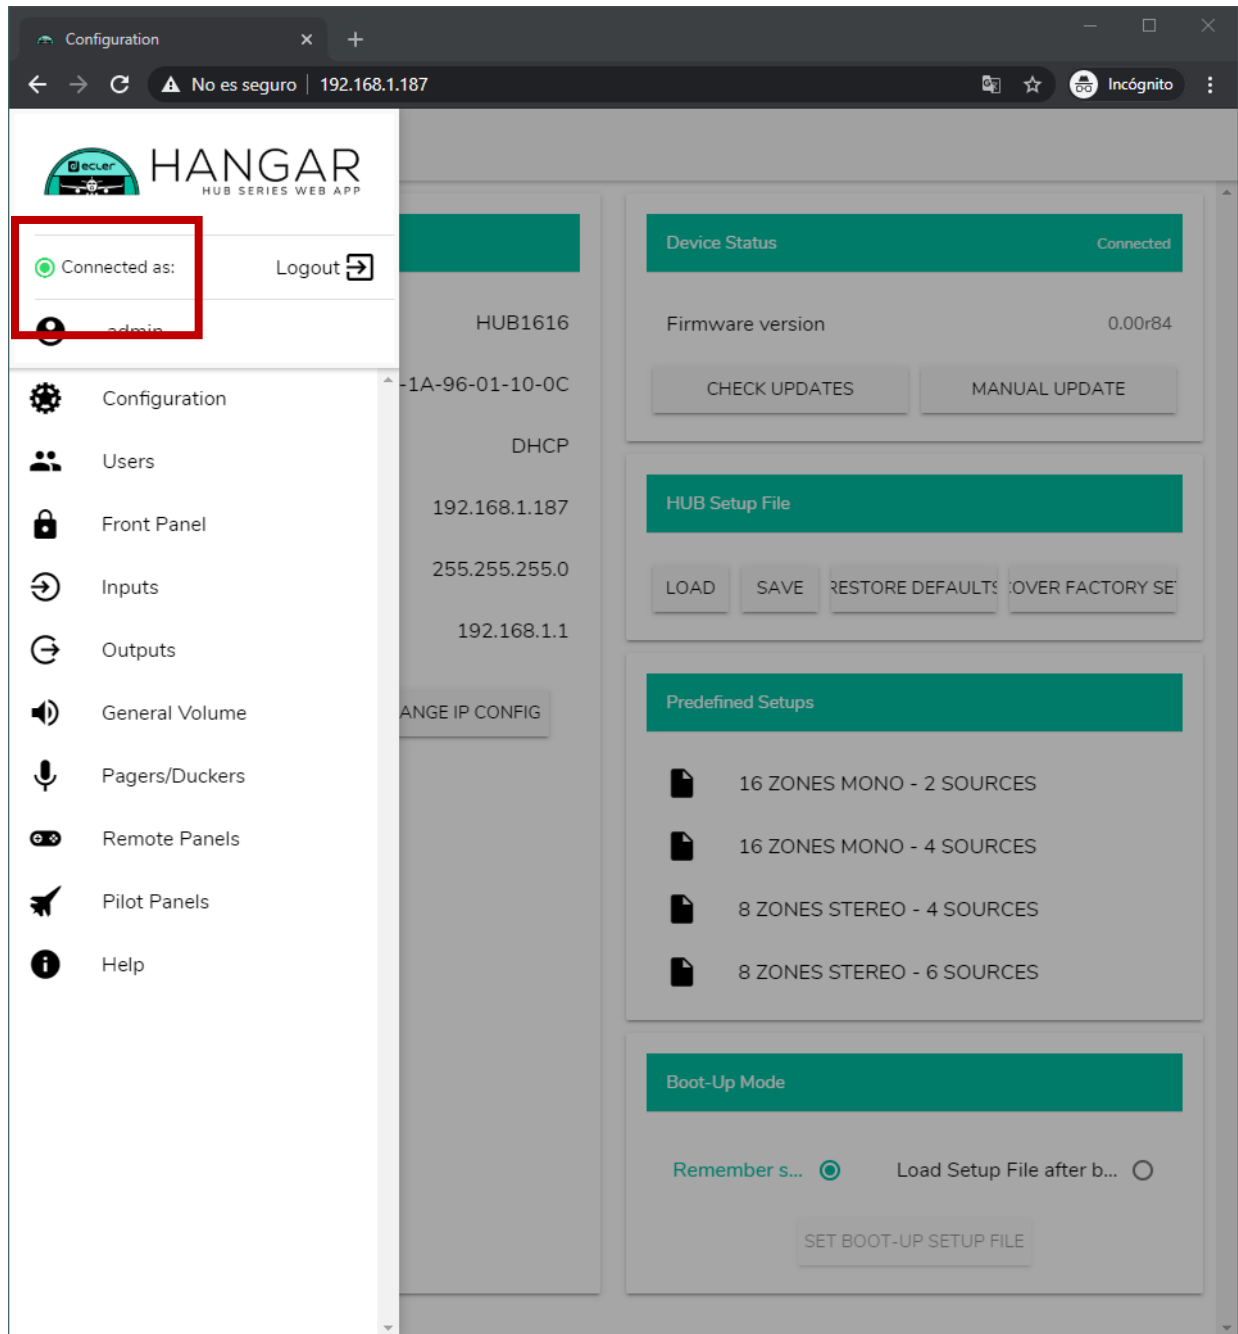 Configuration
No es seguro | 192.168.1.187
Incógnito
ecler
HANGAR
HUB SERIES WEB APP
Connected as:
Logout
admin
Configuration
Users
Front Panel
Inputs
Outputs
General Volume
Pagers/Duckers
Remote Panels
Pilot Panels
Help
HUB1616
-1A-96-01-10-0C
DHCP
192.168.1.187
255.255.255.0
192.168.1.1
ANGE IP CONFIG
Device Status
Connected
Firmware version
0.00r84
CHECK UPDATES
MANUAL UPDATE
HUB Setup File
LOAD
SAVE
RESTORE DEFAULTS
COVER FACTORY SE
Predefined Setups
16 ZONES MONO - 2 SOURCES
16 ZONES MONO - 4 SOURCES
8 ZONES STEREO - 4 SOURCES
8 ZONES STEREO - 6 SOURCES
Boot-Up Mode
Remember s...
Load Setup File after b...
SET BOOT-UP SETUP FILE